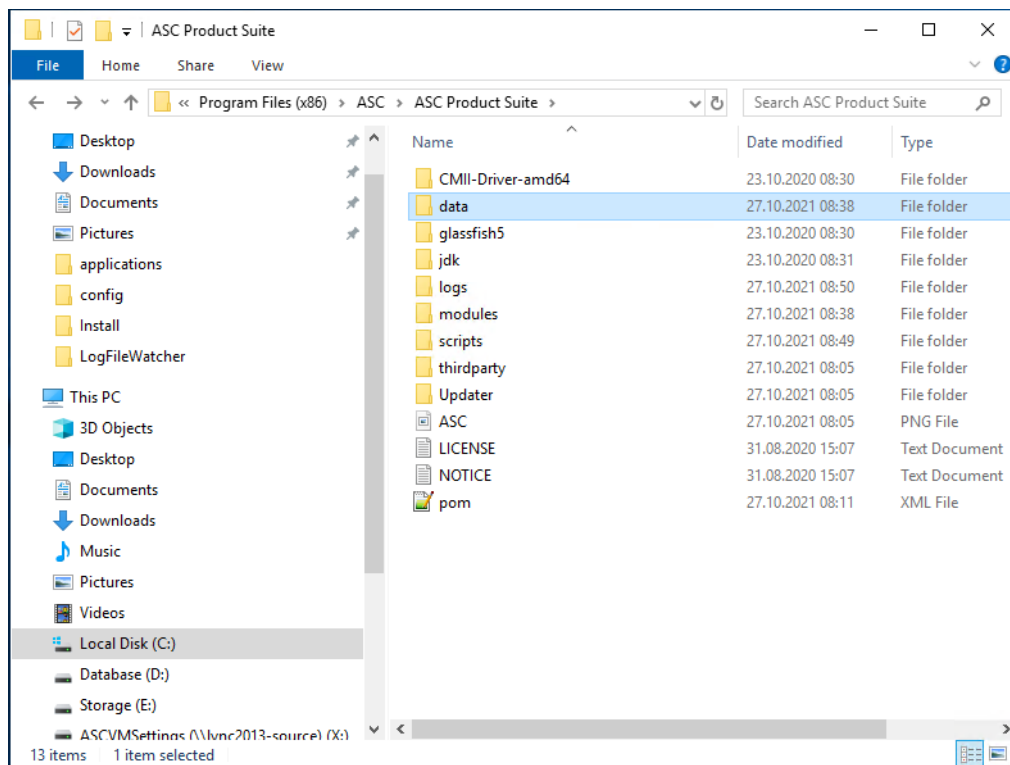 ASC Product Suite
File Home Share View
« Program Files (x86) > ASC > ASC Product Suite > Search ASC Product Suite
Desktop
Downloads
Documents
Pictures
applications
config
Install
LogFileWatcher
This PC
3D Objects
Desktop
Documents
Downloads
Music
Pictures
Videos
Local Disk (C:)
Database (D:)
Storage (E:)
ASCVMSettings (\\lync2013-source) (X:)
Name Date modified Type
CMII-Driver-amd64 23.10.2020 08:30 File folder
data 27.10.2021 08:38 File folder
glassfish5 23.10.2020 08:30 File folder
jdk 23.10.2020 08:31 File folder
logs 27.10.2021 08:50 File folder
modules 27.10.2021 08:38 File folder
scripts 27.10.2021 08:49 File folder
thirdparty 27.10.2021 08:05 File folder
Updater 27.10.2021 08:05 File folder
ASC 27.10.2021 08:05 PNG File
LICENSE 31.08.2020 15:07 Text Document
NOTICE 31.08.2020 15:07 Text Document
pom 27.10.2021 08:11 XML File
13 items 1 item selected